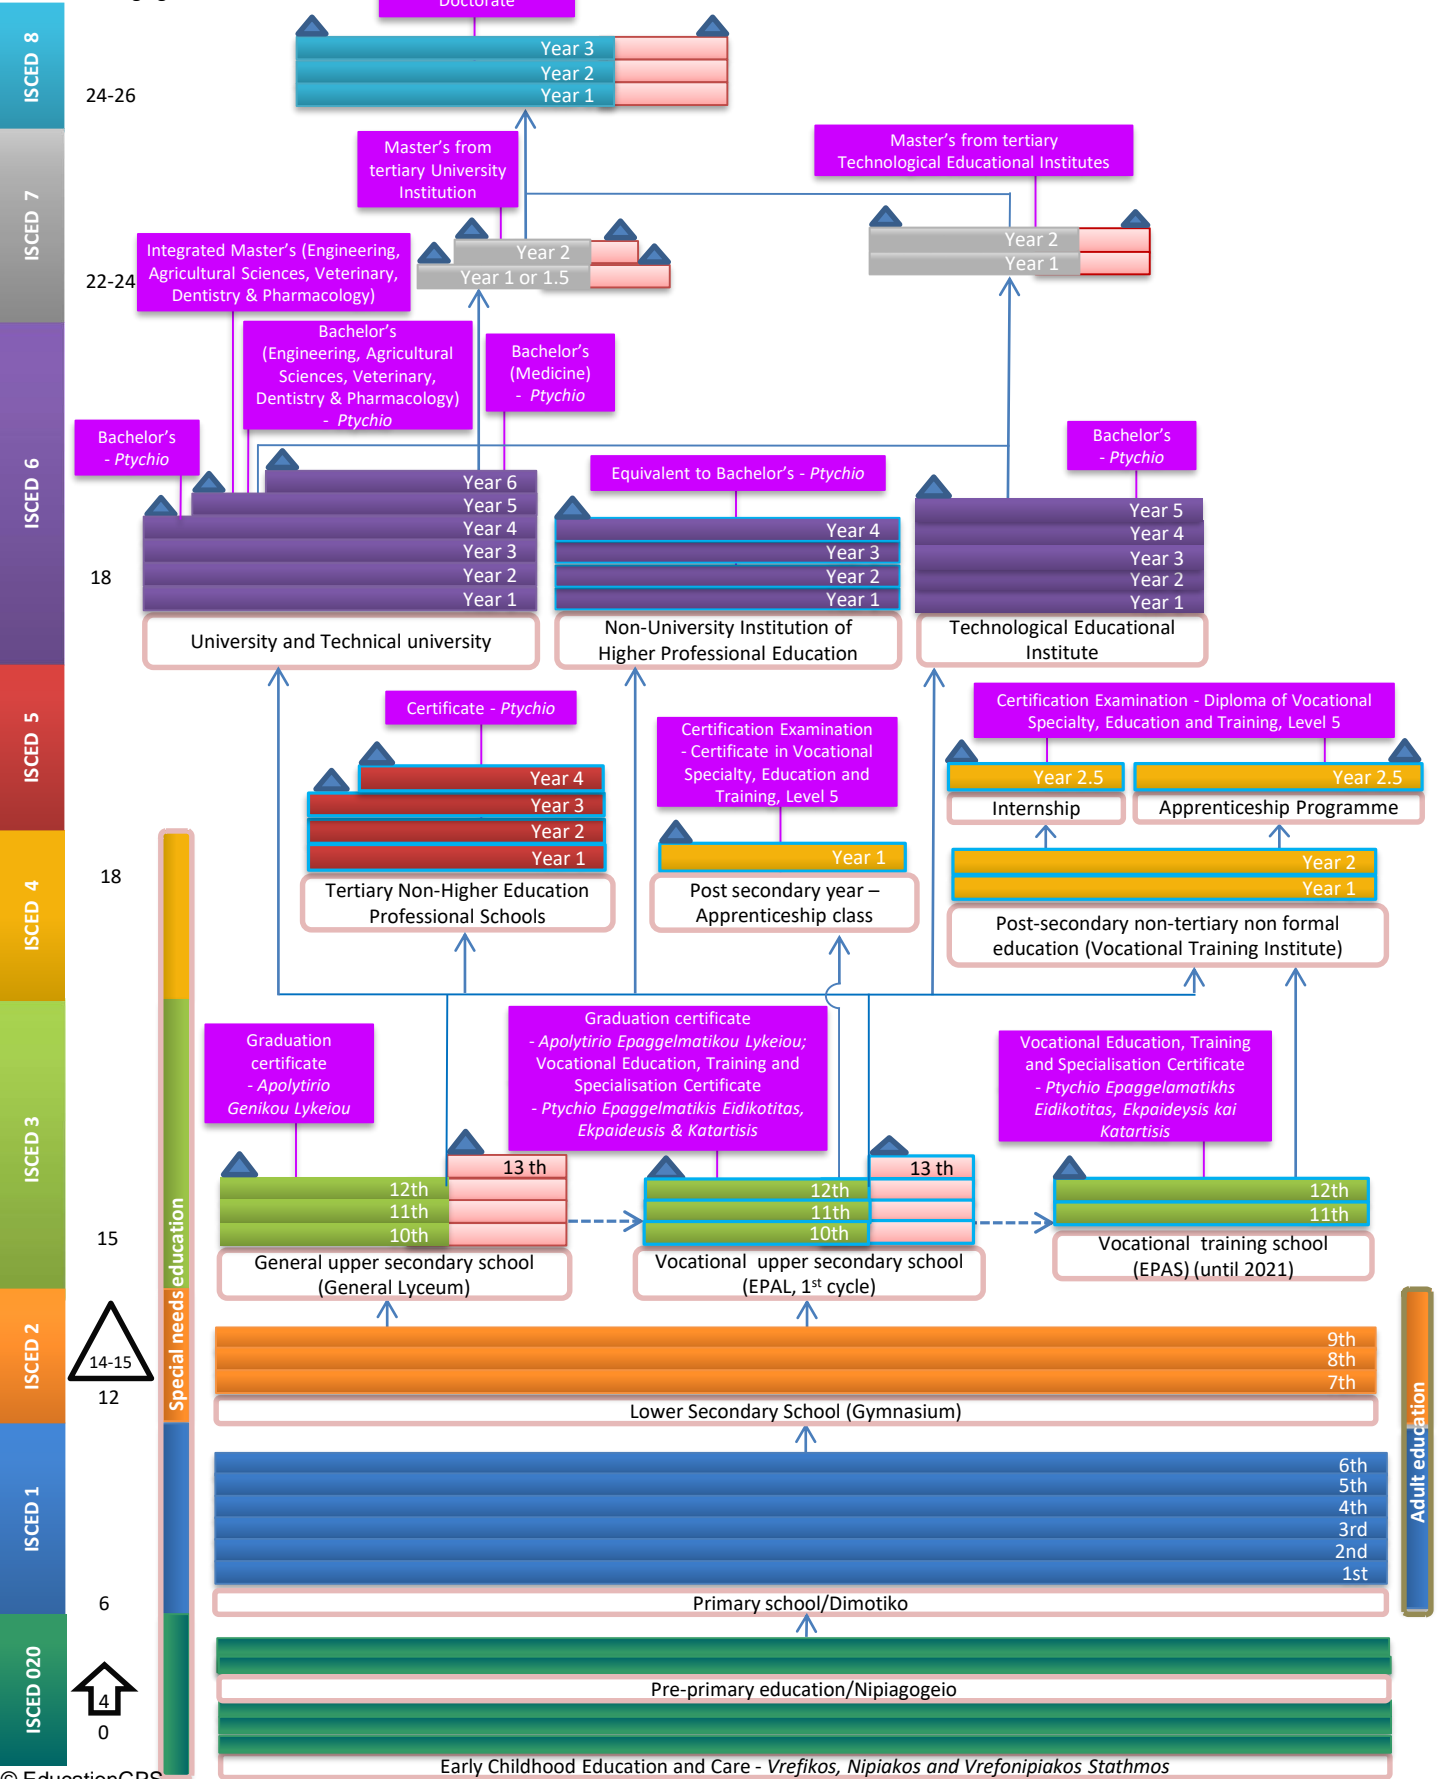 Doctorate
ISCED 8
24-26
Year 3
Year 2
Year 1
Master's from
tertiary University
Institution
Master's from tertiary
Technological Educational Institutes
ISCED 7
22-24
Integrated Master's (Engineering,
Agricultural Sciences, Veterinary,
Dentistry & Pharmacology)
Year 2
Year 1 or 1.5
Year 2
Year 1
Bachelor's
(Engineering, Agricultural
Sciences, Veterinary,
Dentistry & Pharmacology)
- Ptychio
Bachelor's
(Medicine)
- Ptychio
Bachelor's
- Ptychio
Equivalent to Bachelor's - Ptychio
Bachelor's
- Ptychio
ISCED 6
18
Year 6
Year 5
Year 4
Year 3
Year 2
Year 1
University and Technical university
Year 4
Year 3
Year 2
Year 1
Non-University Institution of
Higher Professional Education
Year 5
Year 4
Year 3
Year 2
Year 1
Technological Educational
Institute
ISCED 5
Certificate - Ptychio
Year 4
Year 3
Year 2
Year 1
Tertiary Non-Higher Education
Professional Schools
Certification Examination
- Certificate in Vocational
Specialty, Education and
Training, Level 5
Year 1
Post secondary year –
Apprenticeship class
Certification Examination - Diploma of Vocational
Specialty, Education and Training, Level 5
Year 2.5
Internship
Year 2.5
Apprenticeship Programme
Year 2
Year 1
Post-secondary non-tertiary non formal
education (Vocational Training Institute)
ISCED 4
18
ISCED 3
15
Graduation
certificate
- Apolytirio
Genikou Lykeiou
Graduation certificate
- Apolytirio Epaggelmatikou Lykeiou;
Vocational Education, Training and
Specialisation Certificate
- Ptychio Epaggelmatikis Eidikotitas,
Ekpaideusis & Katartisis
Vocational Education, Training
and Specialisation Certificate
- Ptychio Epaggelamatikhs
Eidikotitas, Ekpaideysis kai
Katartisis
13 th
12th
11th
10th
General upper secondary school
(General Lyceum)
13 th
12th
11th
10th
Vocational upper secondary school
(EPAL, 1st cycle)
12th
11th
Vocational training school
(EPAS) (until 2021)
Special needs education
ISCED 2
14-15
12
9th
8th
7th
Lower Secondary School (Gymnasium)
Adult education
ISCED 1
6
6th
5th
4th
3rd
2nd
1st
Primary school/Dimotiko
ISCED 020
4
0
Pre-primary education/Nipiagogeio
Early Childhood Education and Care - Vrefikos, Nipiakos and Vrefonipiakos Stathmos
© EducationGPS